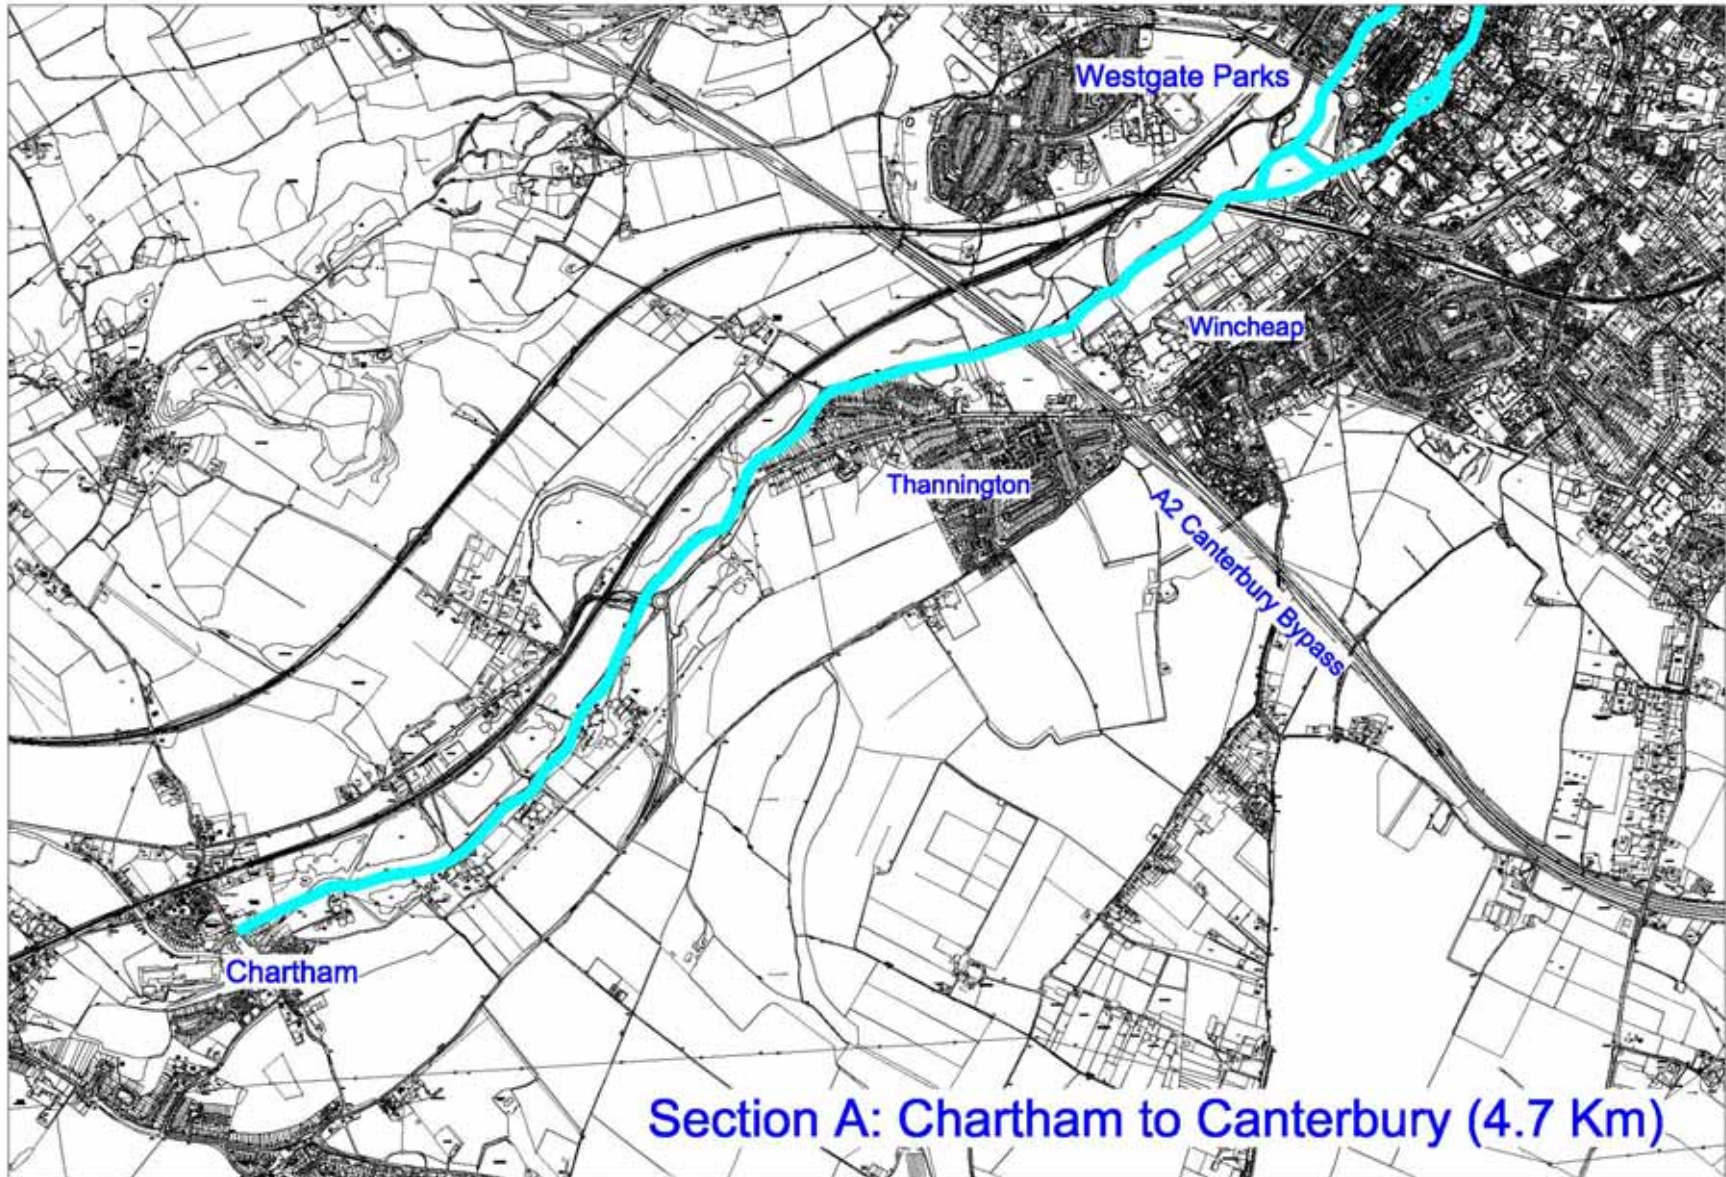 Westgate Parks
Wincheap
Thannington
A2 Canterbury Bypass
Chartham
Section A: Chartham to Canterbury (4.7 Km)